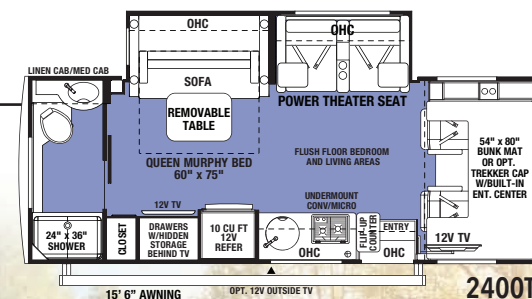 OHC
OHC
LINEN CAB/MED CAB
SOFA
POWER THEATER SEAT
REMOVABLE
TABLE
54" x 80"
BUNK MAT
OR OPT.
TREKKER CAP
W/BUILT-IN
ENT. CENTER
QUEEN MURPHY BED
60" x 75"
FLUSH FLOOR BEDROOM
AND LIVING AREAS
UNDERMOUNT
CONV/MICRO
12V TV
24" x 36"
SHOWER
CLOSET
DRAWERS
W/HIDDEN
STORAGE
BEHIND TV
10 CU FT
12V
REFER
OHC
FLIP-UP
COUNTER
ENTRY
OHC
12V TV
15' 6" AWNING
OPT. 12V OUTSIDE TV
2400T